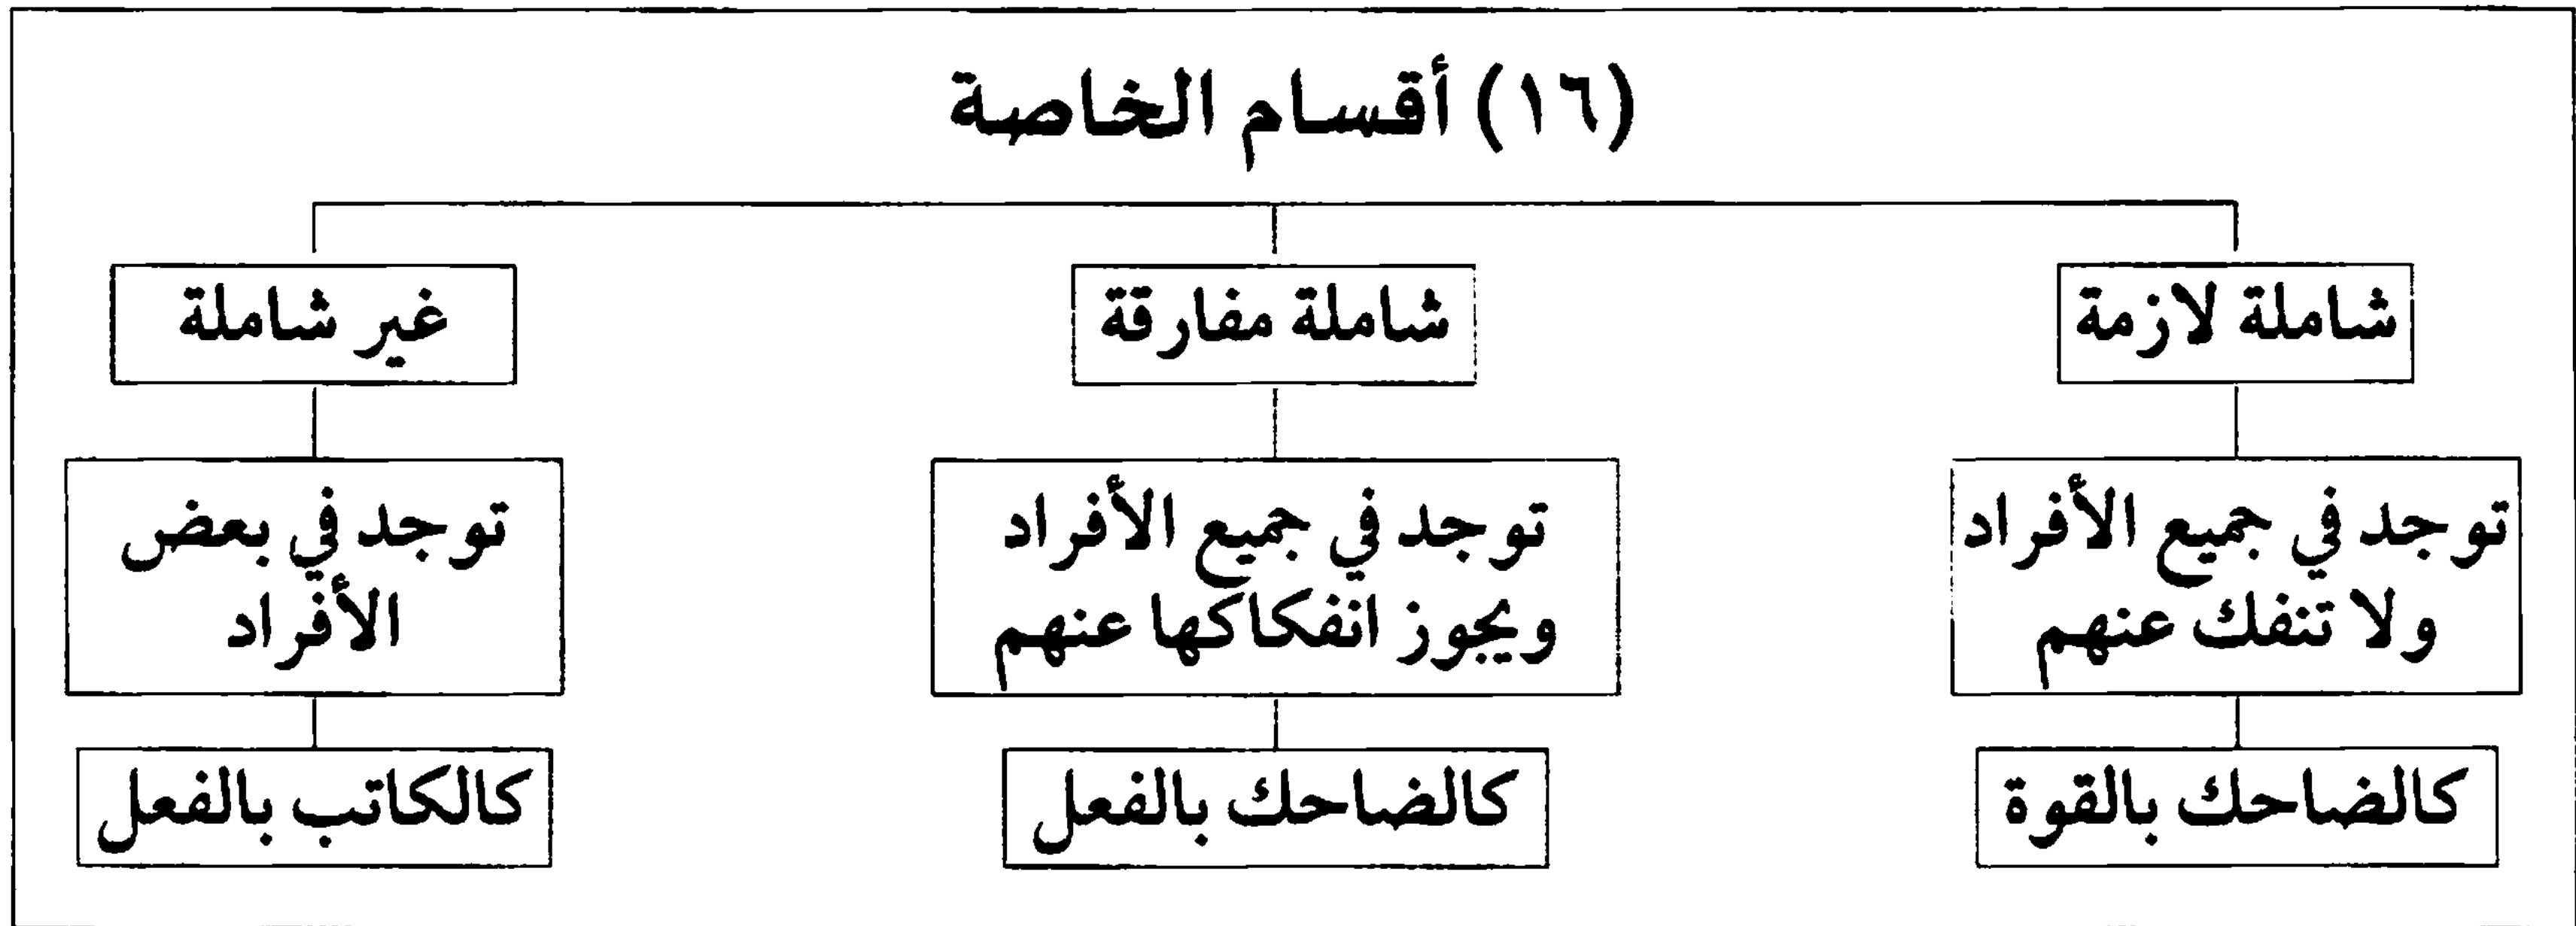 (١٦) أقسام الخاصة
شاملة لازمة
شاملة مفارقة
غير شاملة
توجد في جميع الأفراد
ولا تنفك عنهم
توجد في جميع الأفراد
ويجوز انفكاكها عنهم
توجد في بعض
الأفراد
كالضاحك بالقوة
كالضاحك بالفعل
كالكاتب بالفعل